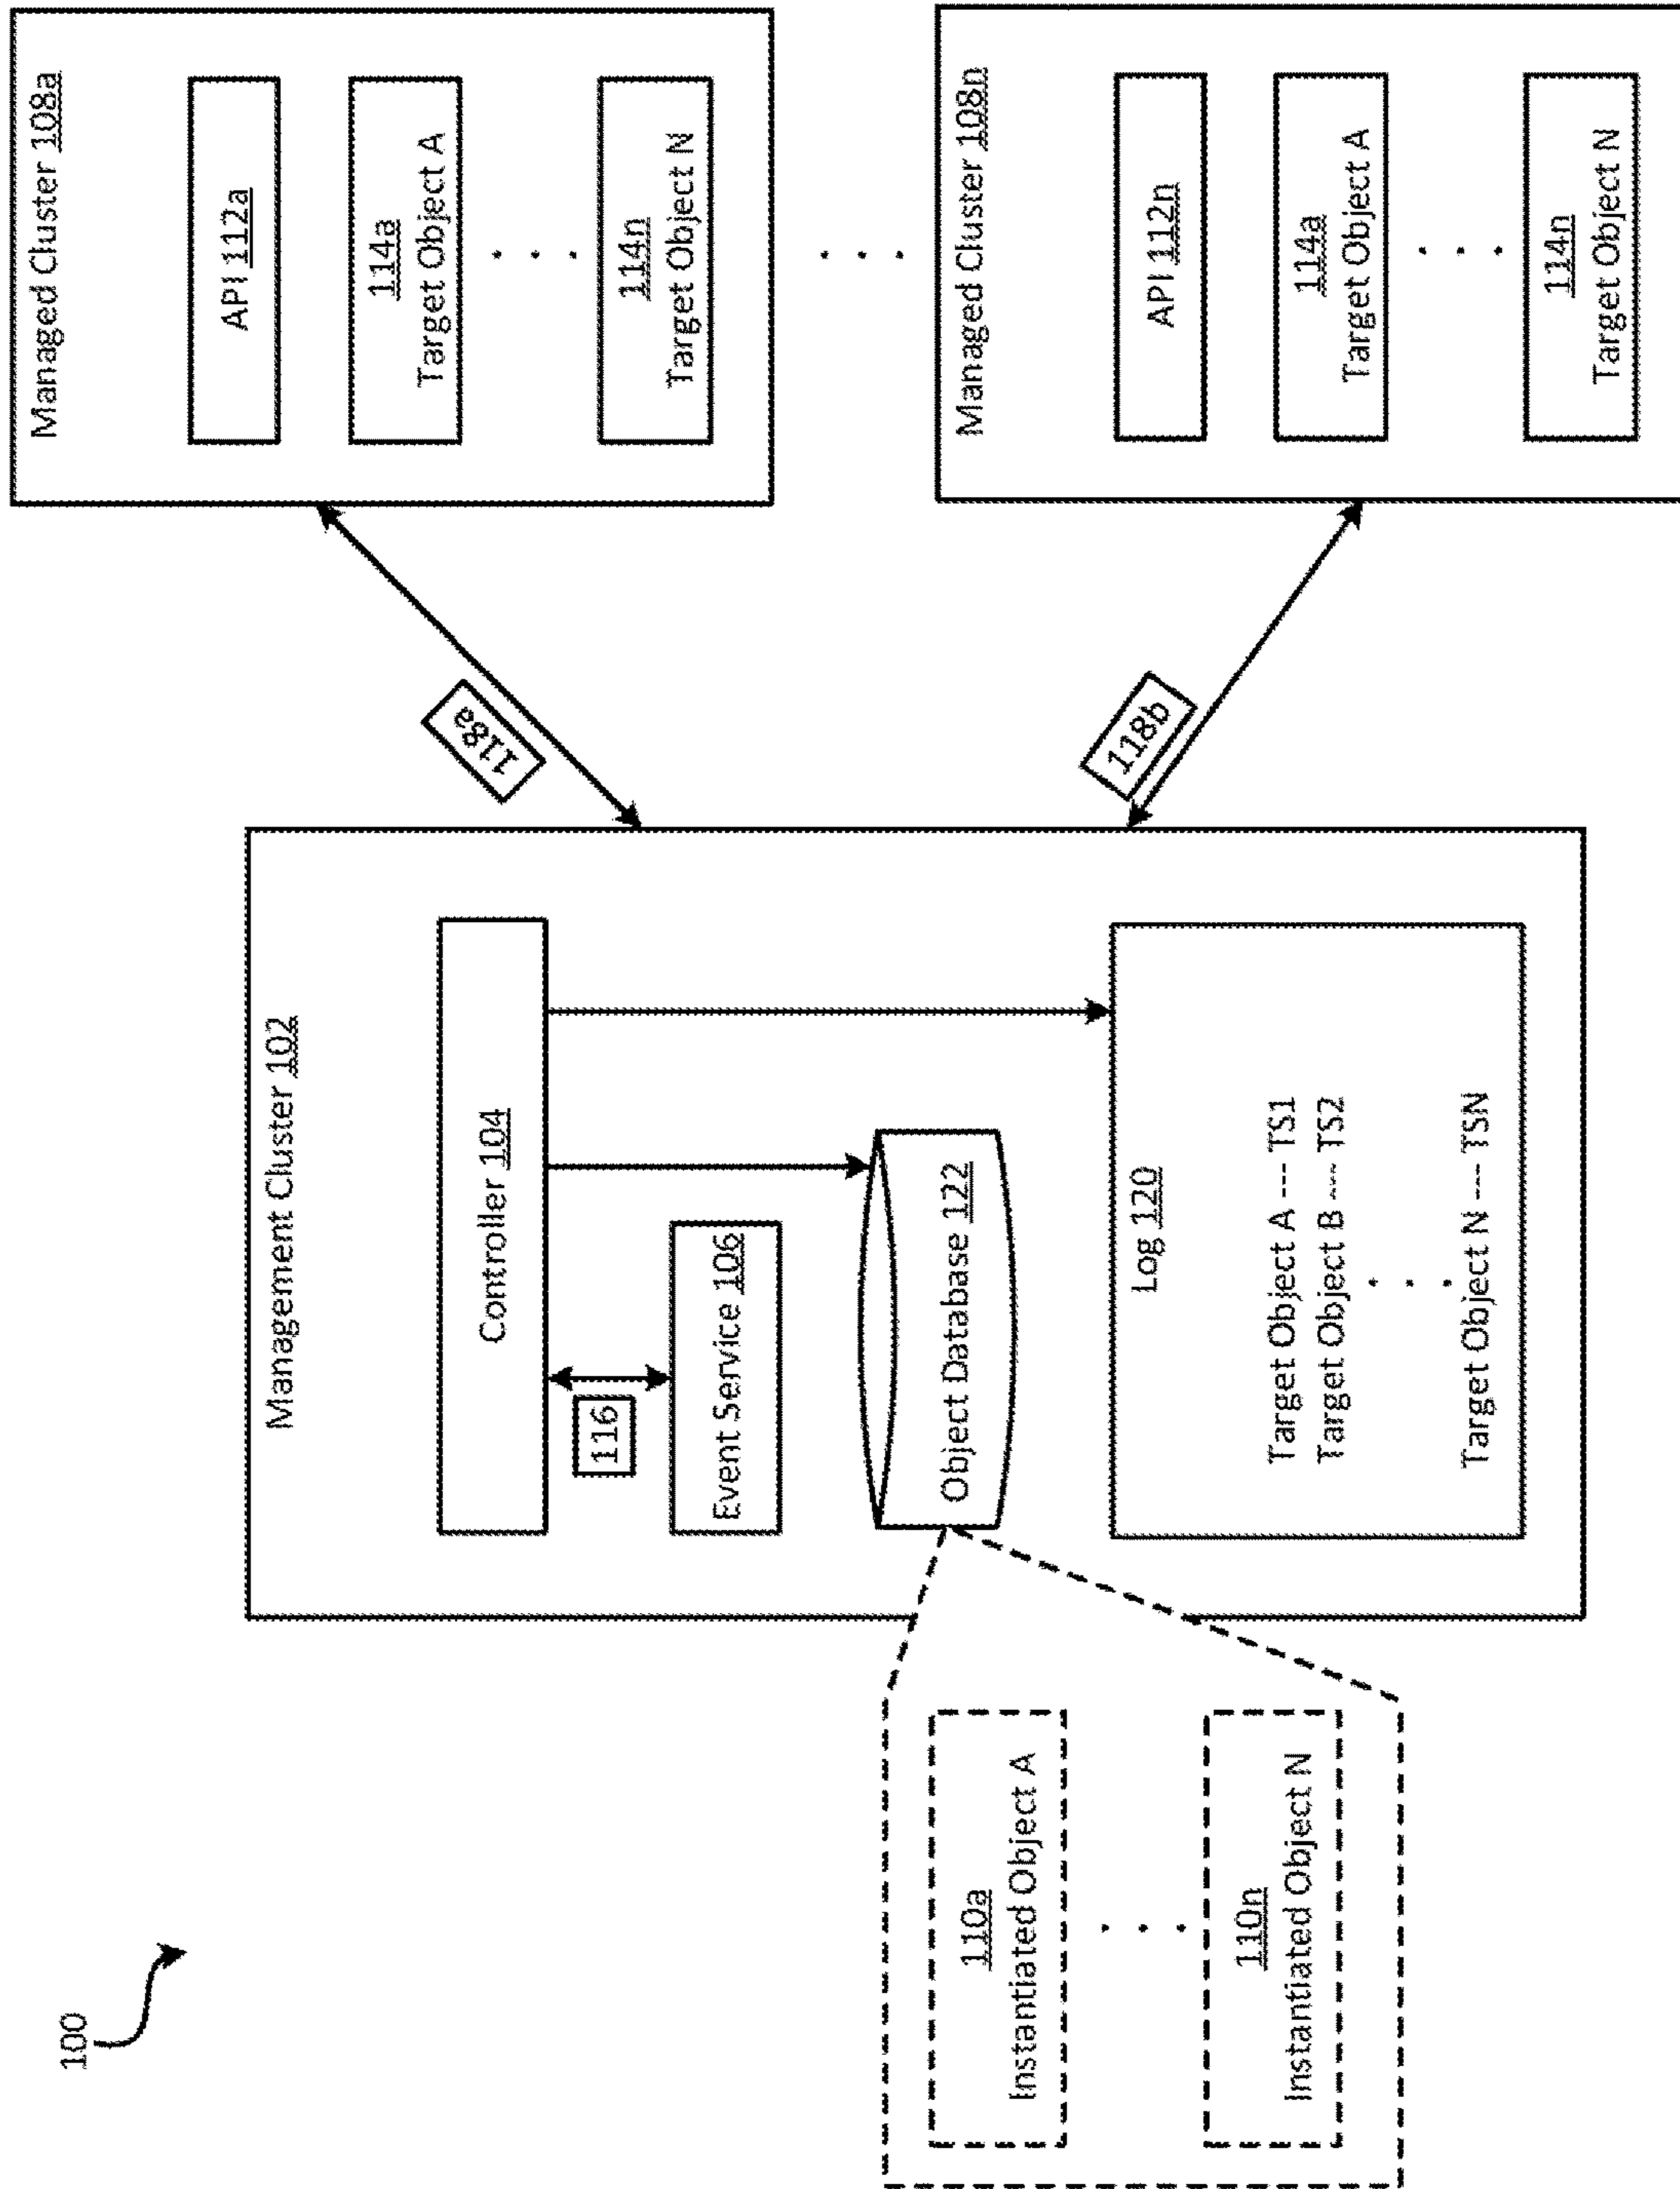 100
Management Cluster 102
Controller 104
116
Event Service 106
Object Database 122
Log 120
Target Object A --- TS1
Target Object B --- TS2
Target Object N --- TSN
110a
Instantiated Object A
110n
Instantiated Object N
118a
118b
Managed Cluster 108a
API 112a
114a
Target Object A
114n
Target Object N
Managed Cluster 108n
API 112n
114a
Target Object A
114n
Target Object N